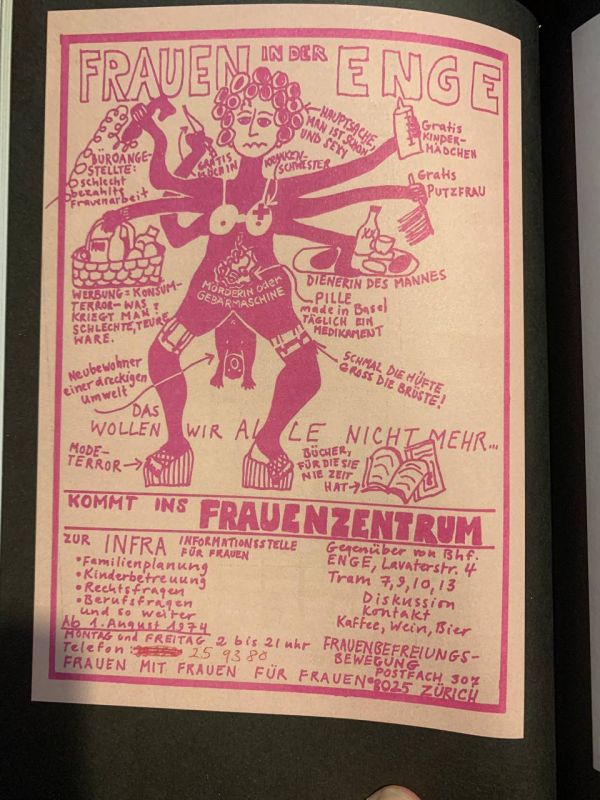 FRAUEN IN DER ENGE
HAUPTSACHE,
MAN IST SCHÖN
UND SEXY
Gratis
KINDER-
MÄDCHEN
BÜROANGE-
STELLTE:
schlecht
bezahlte
Frauenarbeit
GRATIS
KÖCHIN
KRANKEN-
SCHWESTER
Gratis
PUTZFRAU
DIENERIN DES MANNES
WERBUNG = KONSUM-
TERROR - WAS
KRIEGT MAN?
SCHLECHTE, TEURE
WARE.
MÖRDERIN oder
GEBÄRMASCHINE
PILLE
made in Basel
TÄGLICH EIN
MEDIKAMENT
Neubewohner
einer dreckigen
Umwelt
SCHMAL DIE HÜFTE
GROSS DIE BRÜSTE!
DAS
WOLLEN WIR ALLE NICHT MEHR...
MODE-
TERROR
BÜCHER,
FÜR DIE SIE
NIE ZEIT
HAT
KOMMT INS FRAUENZENTRUM
ZUR INFRA INFORMATIONSSTELLE
FÜR FRAUEN
• Familienplanung
• Kinderbetreuung
• Rechtsfragen
• Berufsfragen
und so weiter
Ab 1. August 1974
MONTAG und FREITAG 2 bis 21 uhr
Telefon: 25 93 80
Gegenüber von Bhf.
ENGE, Lavaterstr. 4
Tram 7, 9, 10, 13
Diskussion
Kontakt
Kaffee, Wein, Bier
FRAUENBEFREIUNGS-
BEWEGUNG
POSTFACH 307
8025 ZÜRICH
FRAUEN MIT FRAUEN FÜR FRAUEN